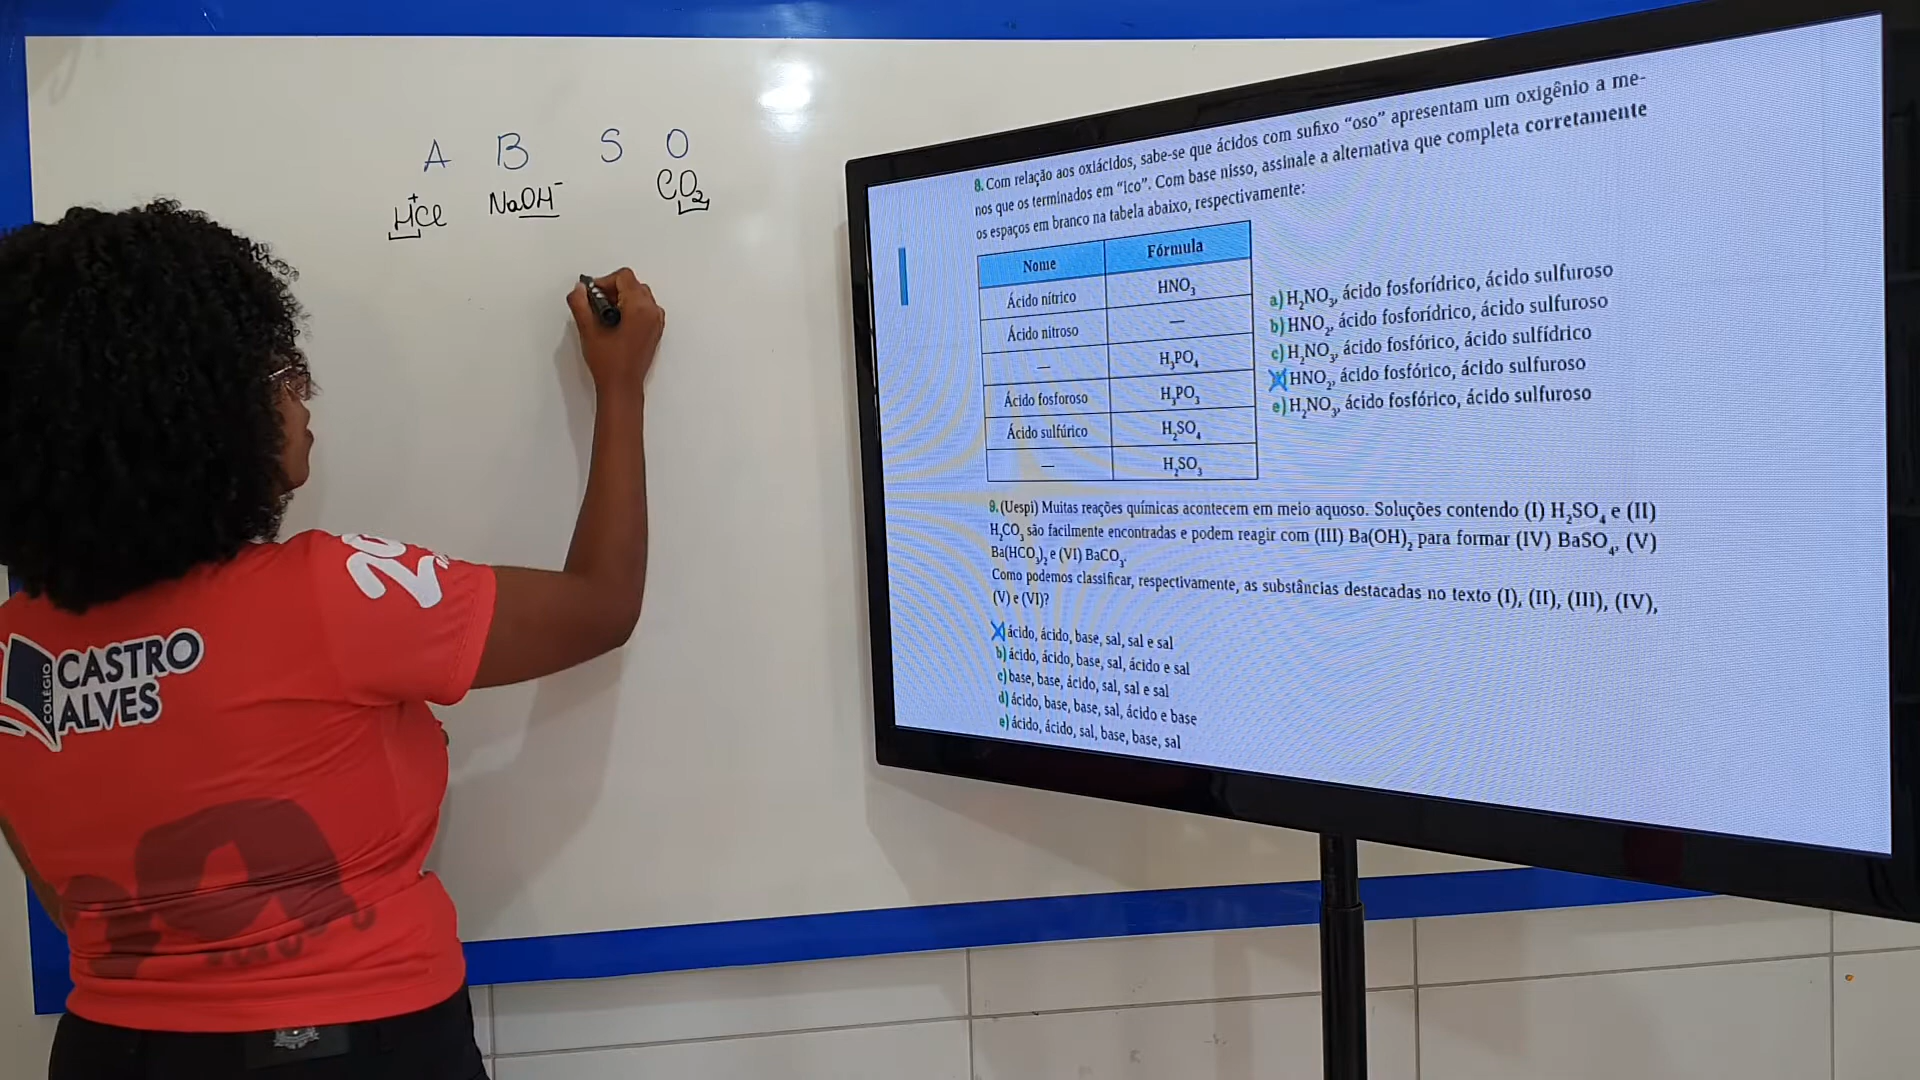 A B S O
HCl NaOH⁻ CO₂
+
8. Com relação aos oxiácidos, sabe-se que ácidos com sufixo “oso” apresentam um oxigênio a me-
nos que os terminados em “ico”. Com base nisso, assinale a alternativa que completa corretamente
os espaços em branco na tabela abaixo, respectivamente:
Nome Fórmula
Ácido nítrico HNO₃
Ácido nitroso —
— H₃PO₄
Ácido fosforoso H₃PO₃
Ácido sulfúrico H₂SO₄
— H₂SO₃
a) H₂NO₃, ácido fosforídrico, ácido sulfuroso
b) HNO₂, ácido fosforídrico, ácido sulfuroso
c) H₂NO₃, ácido fosfórico, ácido sulfídrico
HNO₂, ácido fosfórico, ácido sulfuroso
e) H₂NO₃, ácido fosfórico, ácido sulfuroso
9. (Uespi) Muitas reações químicas acontecem em meio aquoso. Soluções contendo (I) H₂SO₄ e (II)
H₂CO₃ são facilmente encontradas e podem reagir com (III) Ba(OH)₂ para formar (IV) BaSO₄, (V)
Ba(HCO₃)₂ e (VI) BaCO₃.
Como podemos classificar, respectivamente, as substâncias destacadas no texto (I), (II), (III), (IV),
(V) e (VI)?
ácido, ácido, base, sal, sal e sal
b) ácido, ácido, base, sal, ácido e sal
c) base, base, ácido, sal, sal e sal
d) ácido, base, base, sal, ácido e base
e) ácido, ácido, sal, base, base, sal
COLÉGIO
CASTRO
ALVES